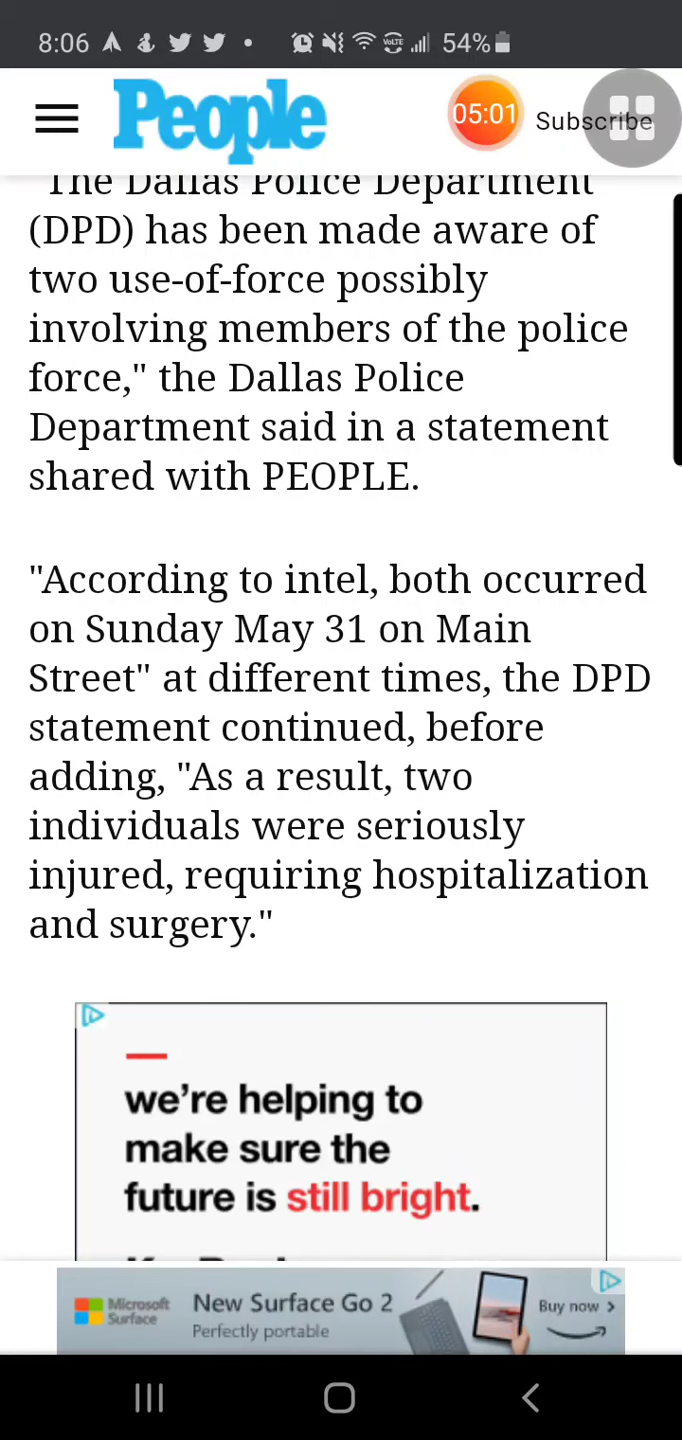 8:06
VoLTE
54%
People
05:01
Subscribe
"The Dallas Police Department
(DPD) has been made aware of
two use-of-force possibly
involving members of the police
force," the Dallas Police
Department said in a statement
shared with PEOPLE.
"According to intel, both occurred
on Sunday May 31 on Main
Street" at different times, the DPD
statement continued, before
adding, "As a result, two
individuals were seriously
injured, requiring hospitalization
and surgery."
we're helping to
make sure the
future is still bright.
Microsoft
Surface
New Surface Go 2
Perfectly portable
Buy now >